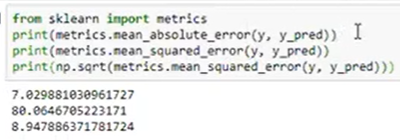 from sklearn import metrics
print(metrics.mean_absolute_error(y, y_pred))
print(metrics.mean_squared_error(y, y_pred))
print(np.sqrt(metrics.mean_squared_error(y, y_pred)))
7.029881030961727
80.0646705223171
8.947886371781724